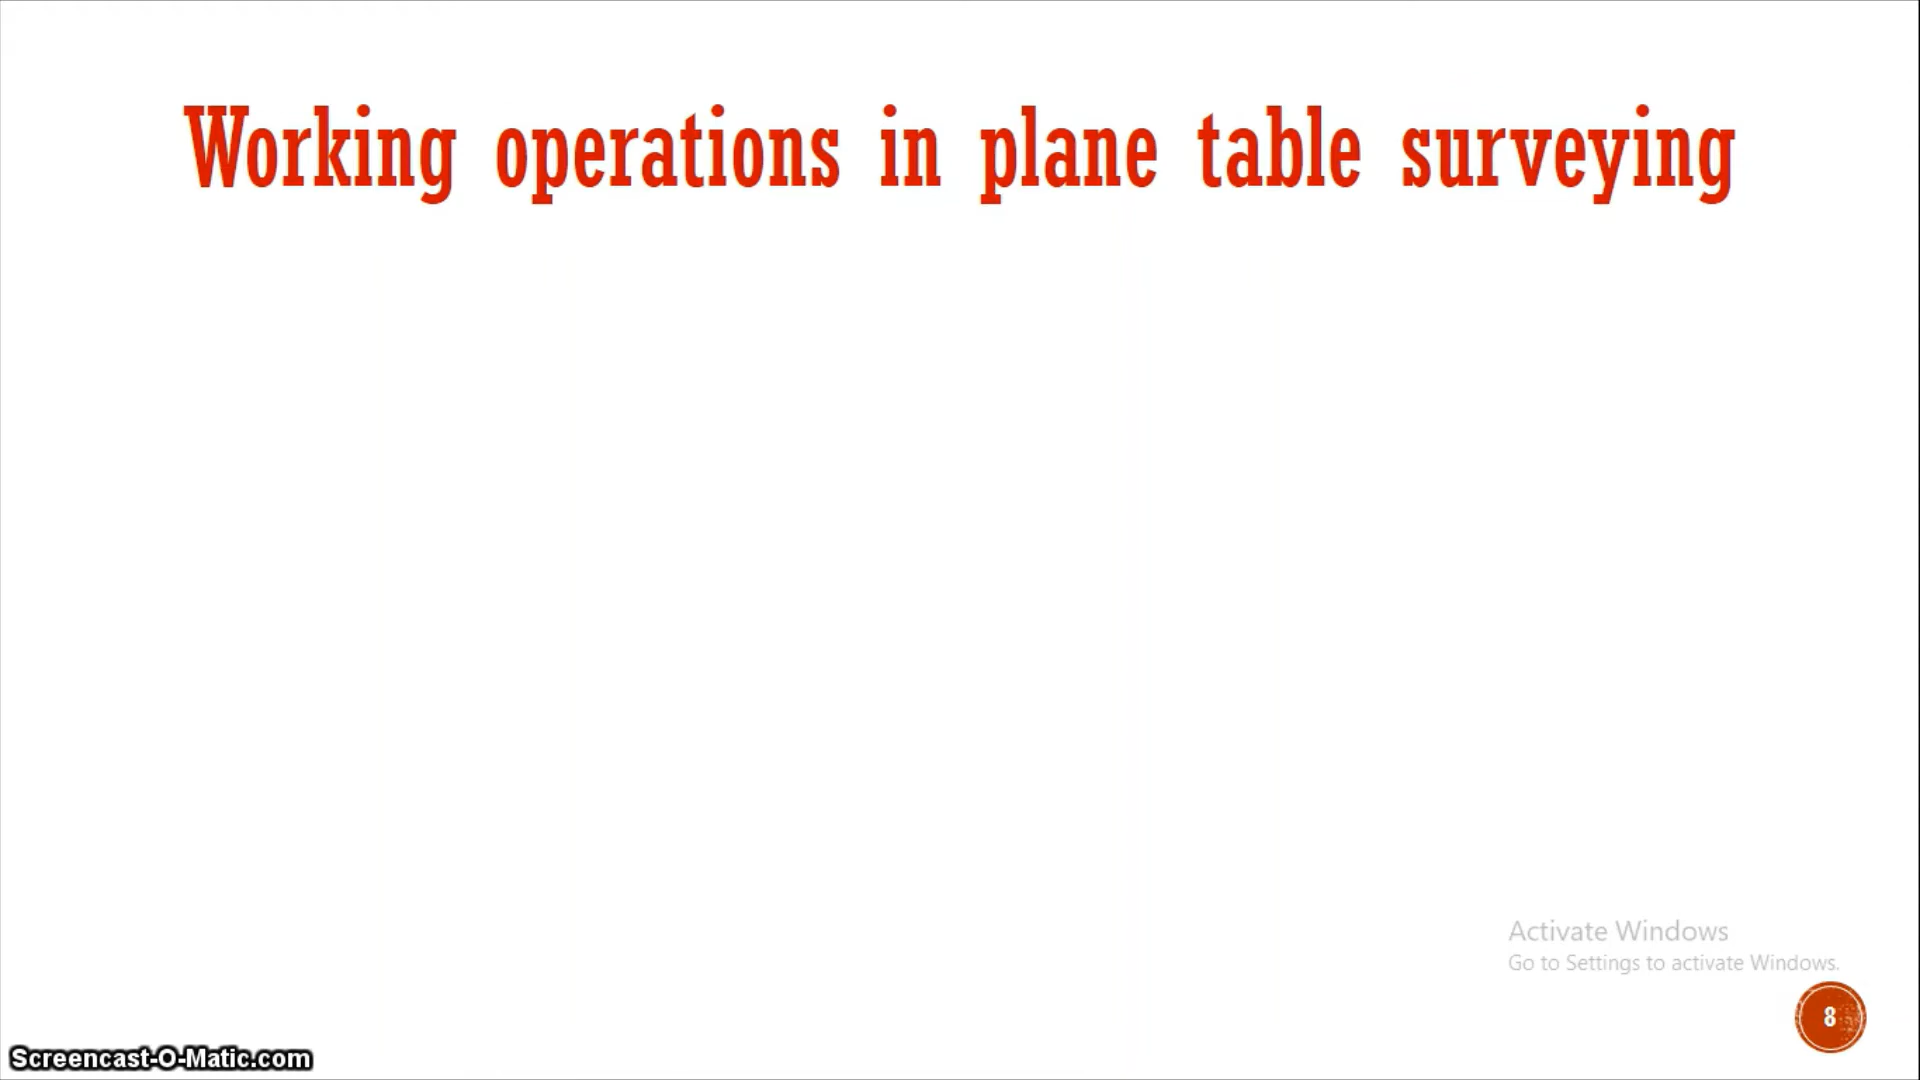 Working operations in plane table surveying
Activate Windows
Go to Settings to activate Windows.
8
Screencast-O-Matic.com